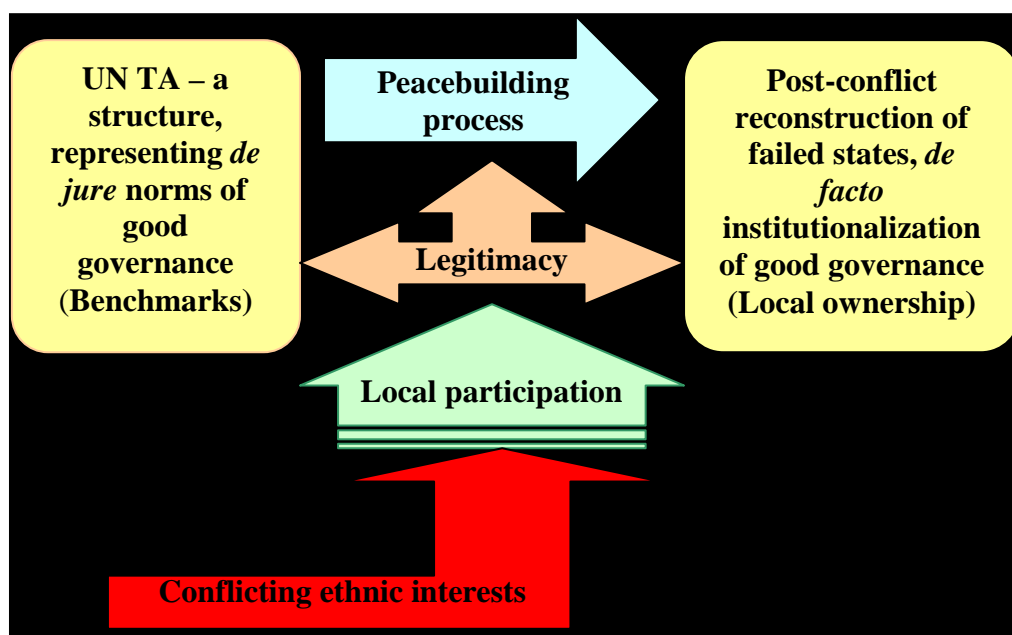 UN TA – a
structure,
representing de
jure norms of
good
governance
(Benchmarks)
Peacebuilding
process
Post-conflict
reconstruction of
failed states, de
facto
institutionalization
of good governance
(Local ownership)
Legitimacy
Local participation
Conflicting ethnic interests